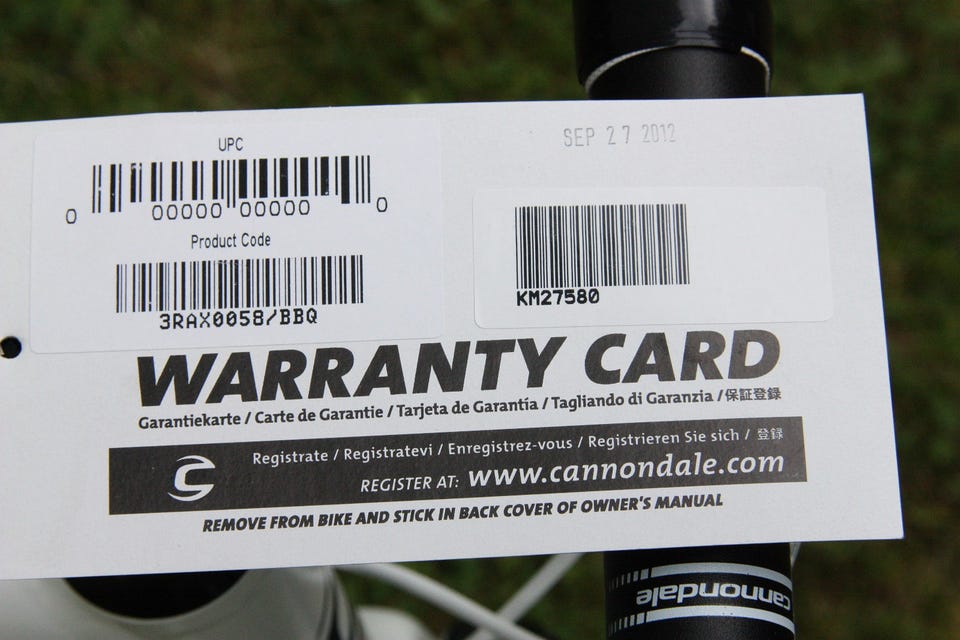 UPC
0 00000 00000 0
Product Code
3RAX0058/BBQ
SEP 27 2012
KM27580
WARRANTY CARD
Garantiekarte / Carte de Garantie / Tarjeta de Garantía / Tagliando di Garanzia / 保証登録
Registrate / Registratevi / Enregistrez-vous / Registrieren Sie sich / 登録
REGISTER AT: www.cannondale.com
REMOVE FROM BIKE AND STICK IN BACK COVER OF OWNER'S MANUAL
cannondale